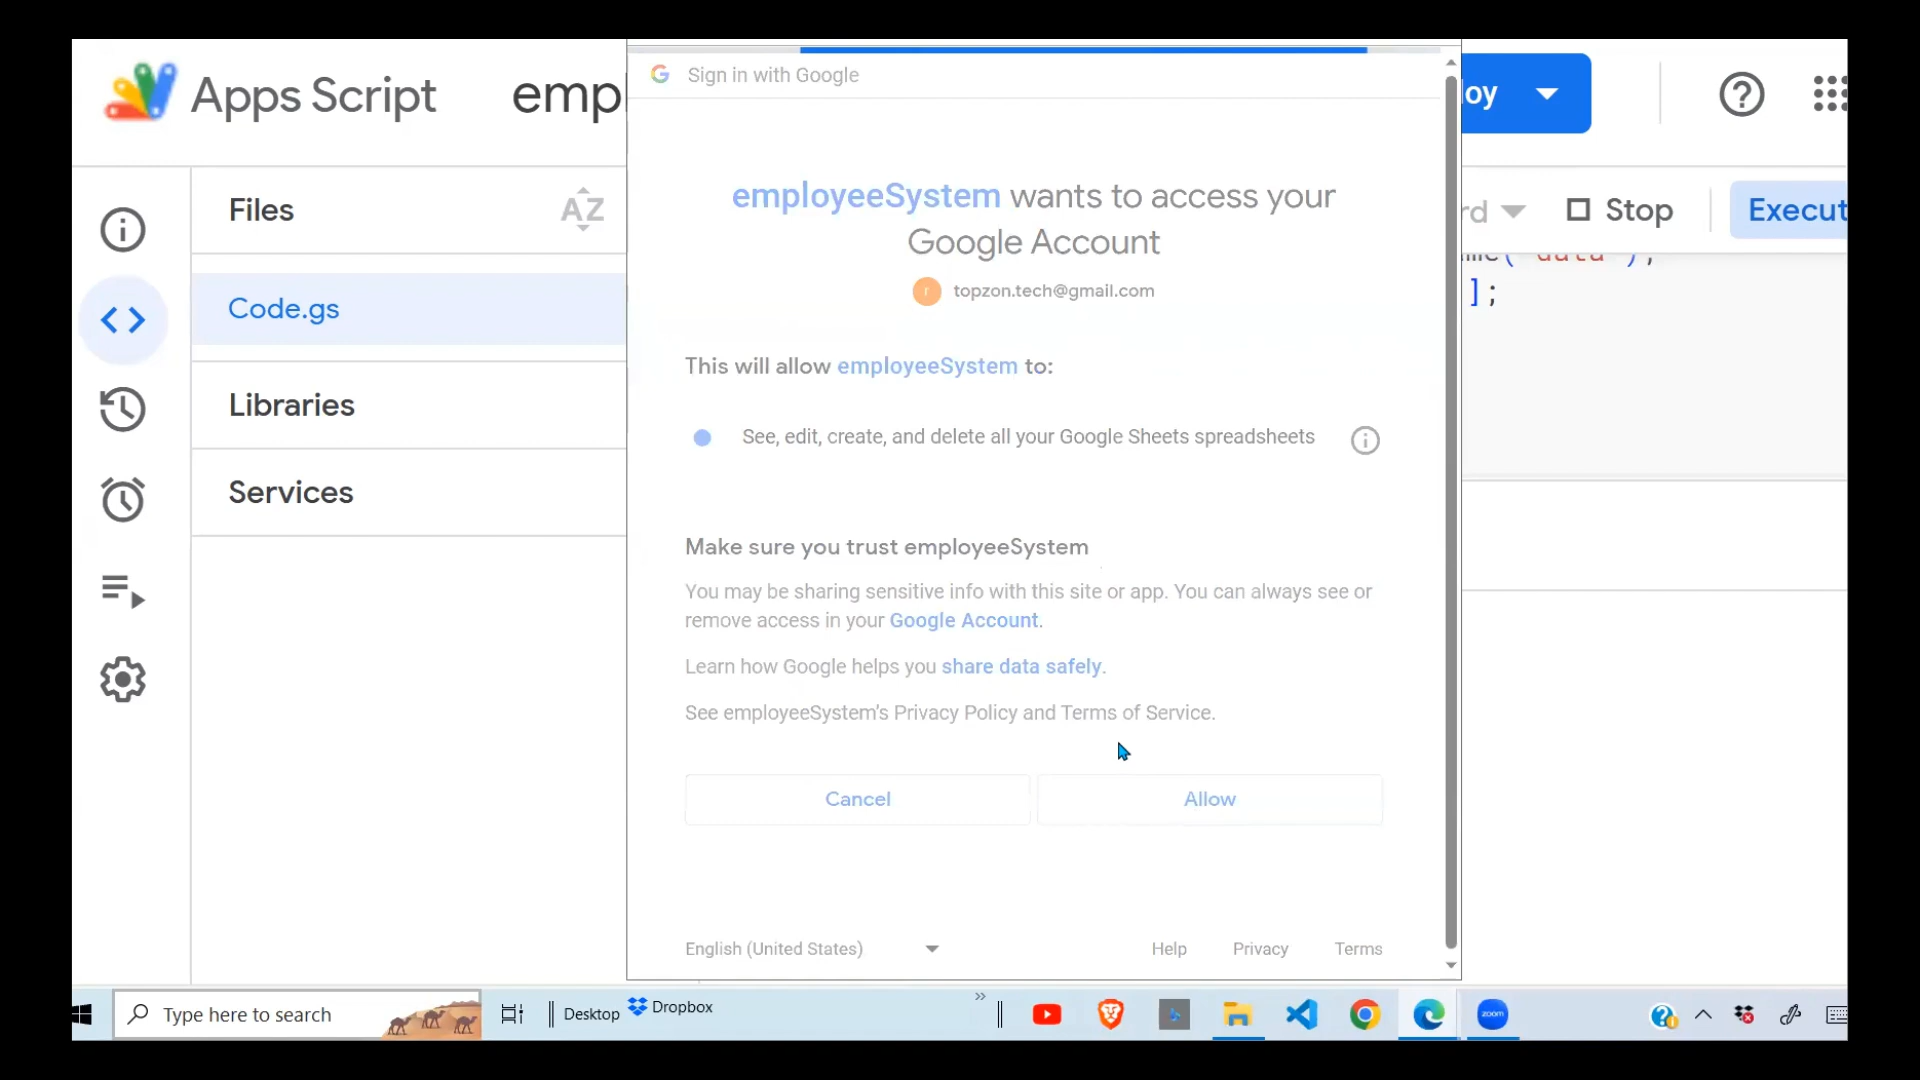 Apps Script
emp
Sign in with Google
loy
Files
AZ
Stop
Execut
Code.gs
Libraries
Services
employeeSystem wants to access your
Google Account
r topzon.tech@gmail.com
This will allow employeeSystem to:
See, edit, create, and delete all your Google Sheets spreadsheets
Make sure you trust employeeSystem
You may be sharing sensitive info with this site or app. You can always see or
remove access in your Google Account.
Learn how Google helps you share data safely.
See employeeSystem's Privacy Policy and Terms of Service.
Cancel
Allow
English (United States)
Help
Privacy
Terms
];
Type here to search
Desktop
Dropbox
zoom